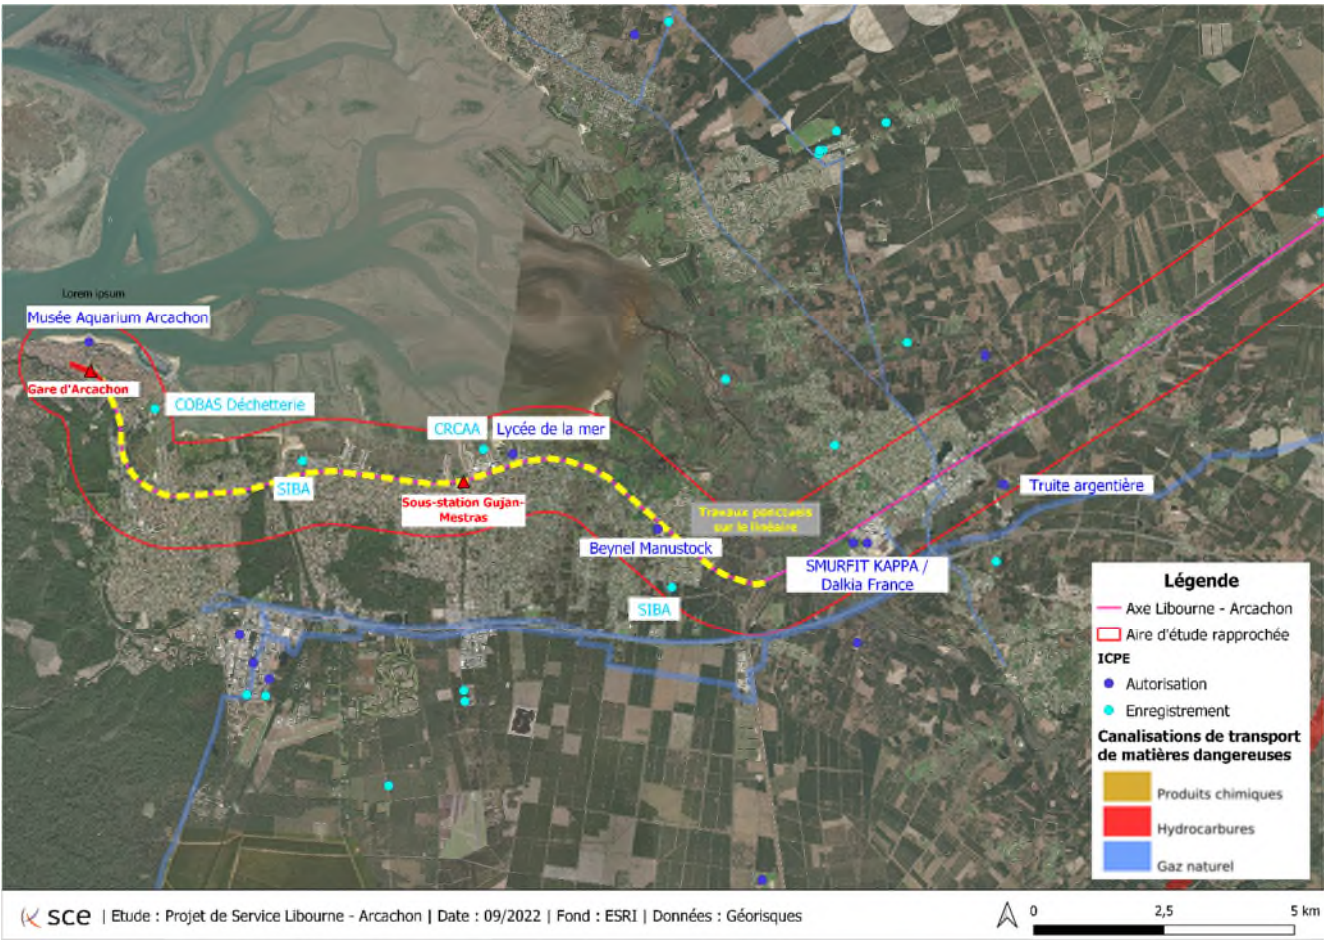 Lorem ipsum
Musée Aquarium Arcachon
Gare d'Arcachon
COBAS Déchetterie
CRCAA
Lycée de la mer
SIBA
Sous-station Gujan-
Mestras
Travaux ponctuels
sur le linéaire
Truite argentière
Beynel Manustock
SMURFIT KAPPA /
Dalkia France
SIBA
Légende
Axe Libourne - Arcachon
Aire d'étude rapprochée
ICPE
Autorisation
Enregistrement
Canalisations de transport
de matières dangereuses
Produits chimiques
Hydrocarbures
Gaz naturel
sce | Etude : Projet de Service Libourne - Arcachon | Date : 09/2022 | Fond : ESRI | Données : Géorisques
0 2,5 5 km